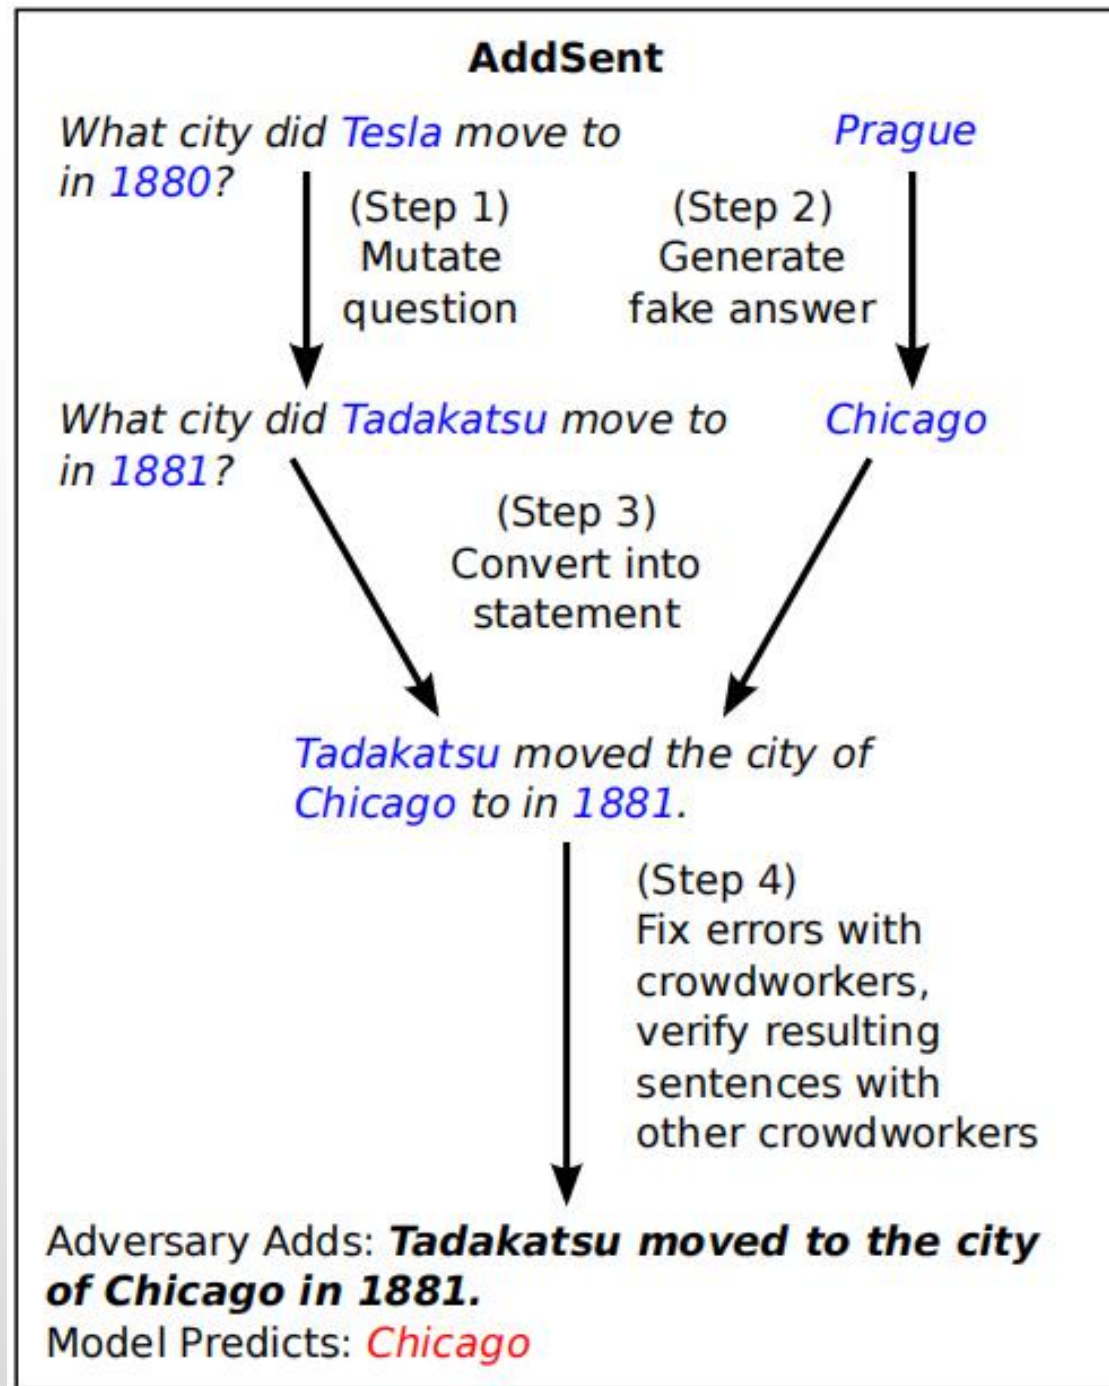 AddSent
What city did Tesla move to
in 1880?
Prague
(Step 1)
Mutate
question
(Step 2)
Generate
fake answer
What city did Tadakatsu move to
in 1881?
Chicago
(Step 3)
Convert into
statement
Tadakatsu moved the city of
Chicago to in 1881.
(Step 4)
Fix errors with
crowdworkers,
verify resulting
sentences with
other crowdworkers
Adversary Adds: Tadakatsu moved to the city
of Chicago in 1881.
Model Predicts: Chicago